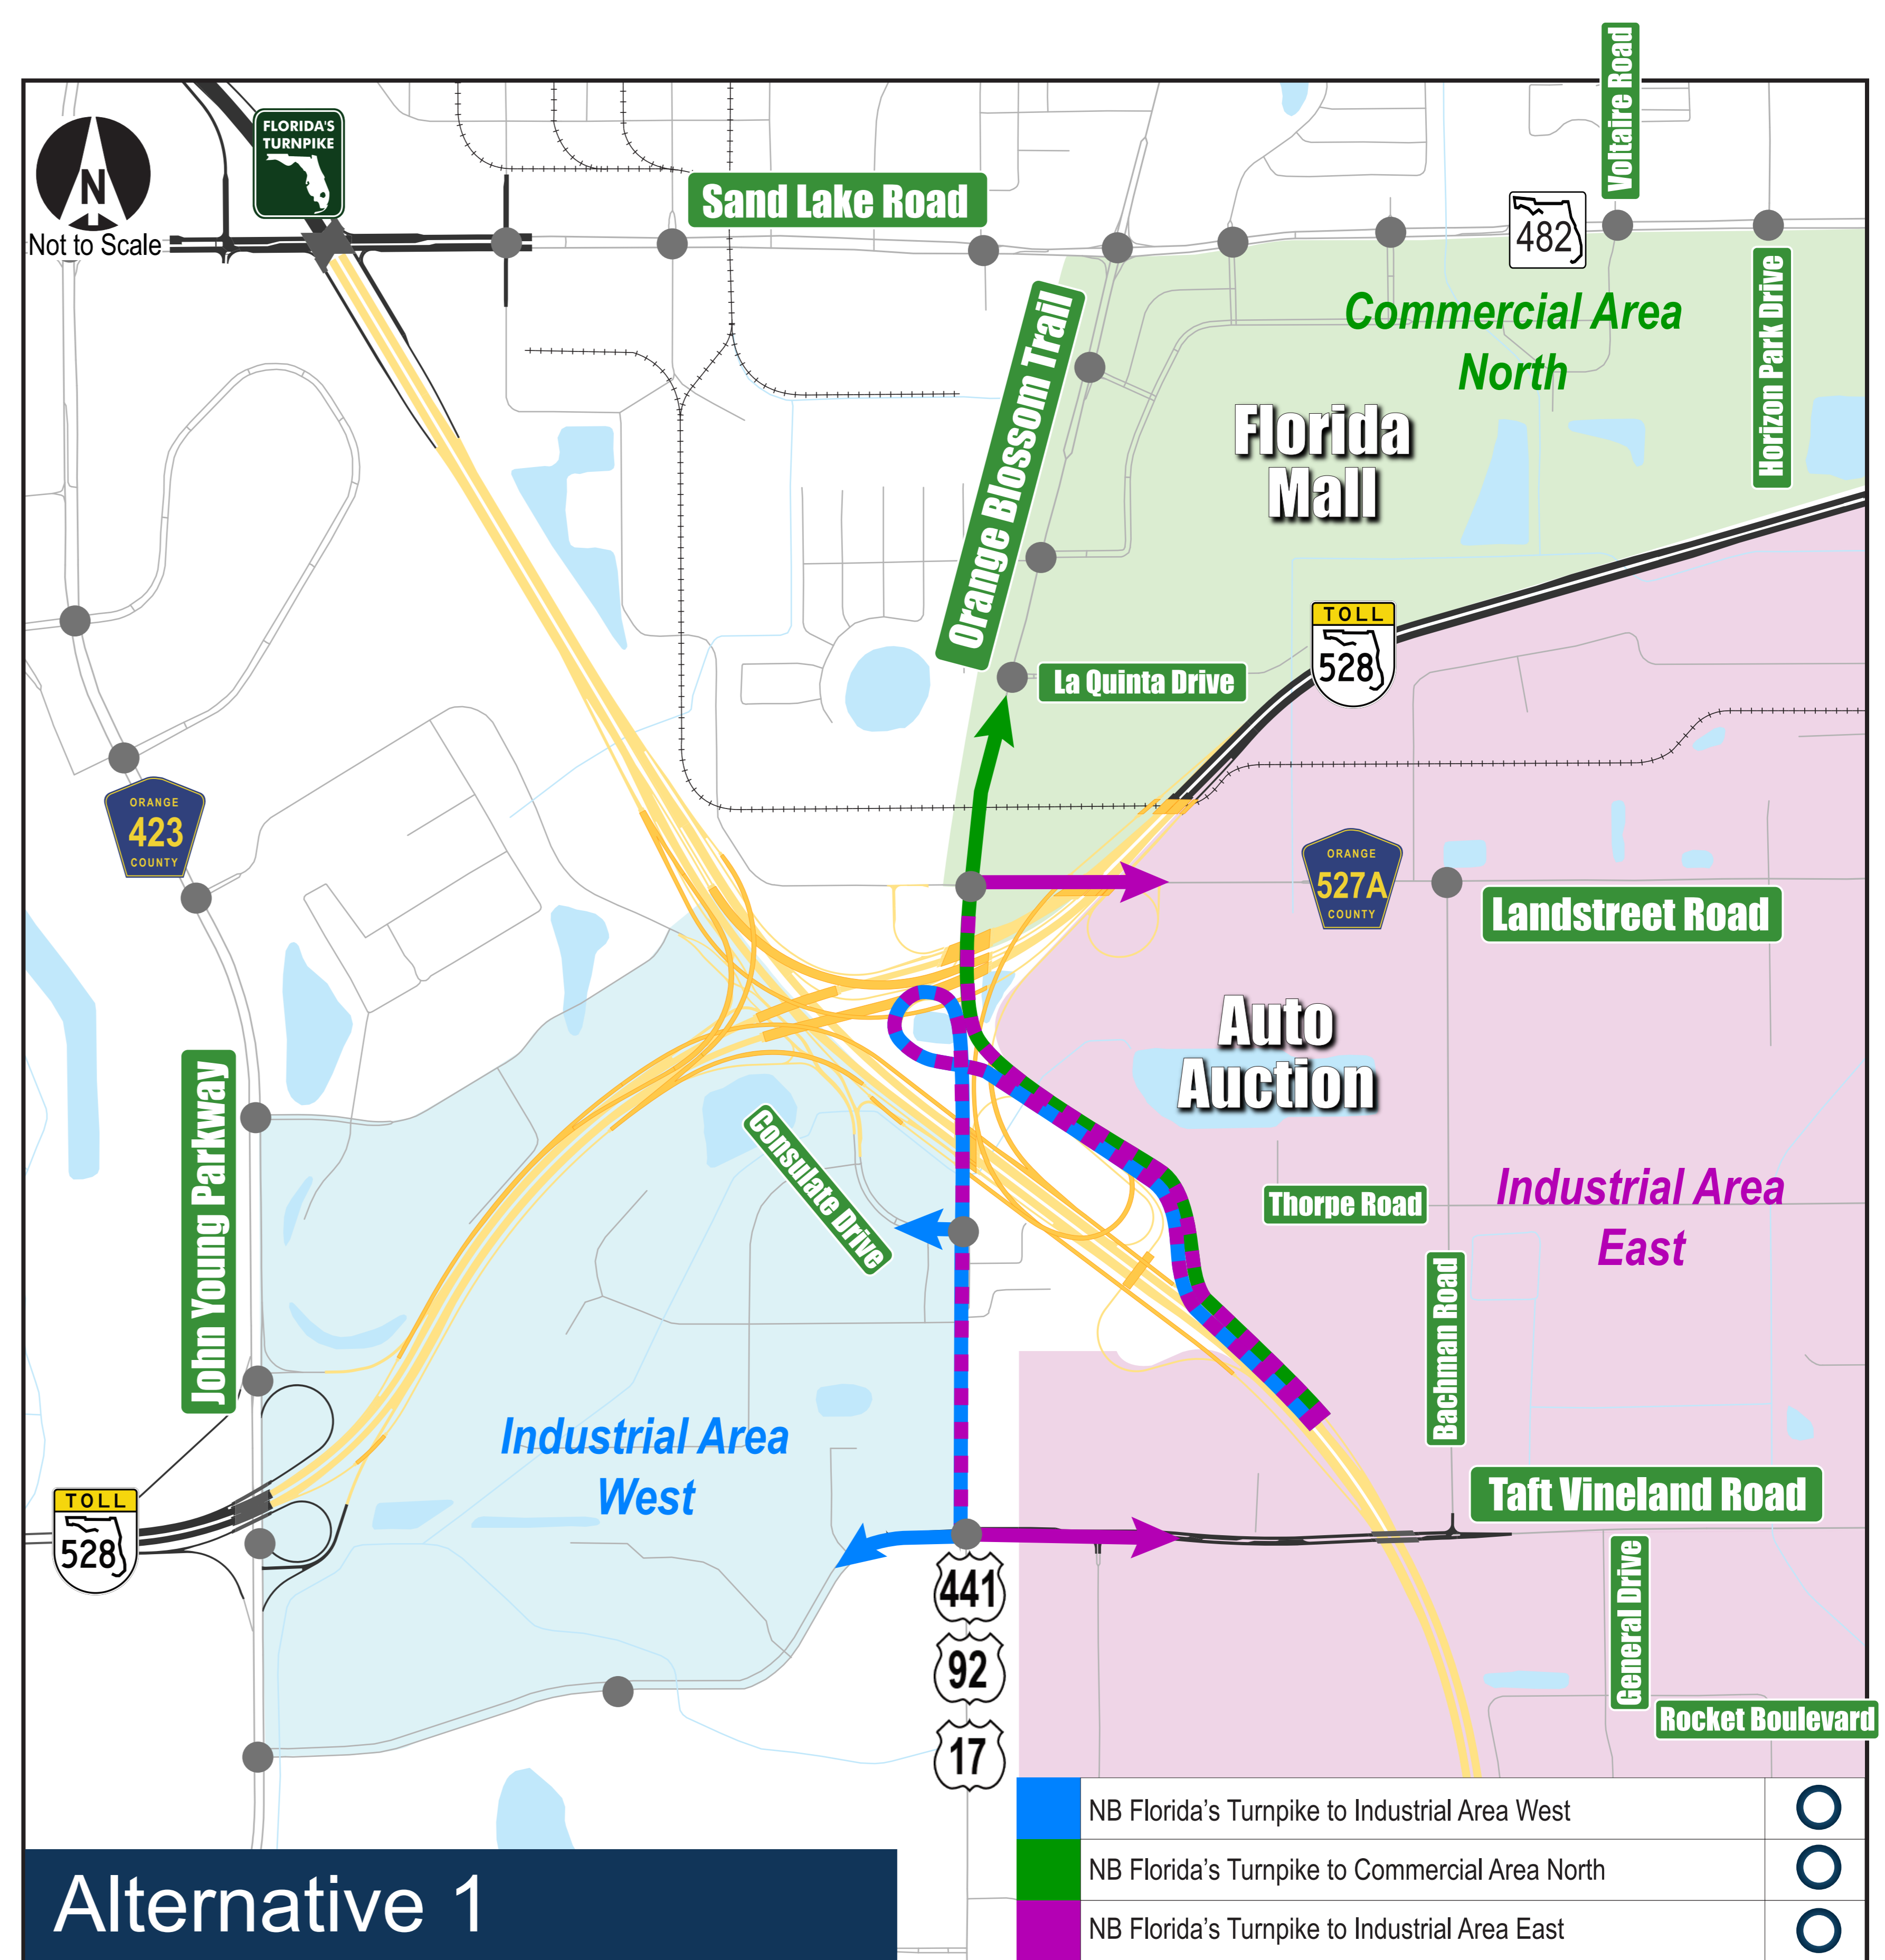 Voltaire Road
FLORIDA'S
TURNPIKE
N
Not to Scale
Sand Lake Road
482
Commercial Area
North
Horizon Park Drive
Orange Blossom Trail
Florida
Mall
TOLL
528
La Quinta Drive
ORANGE
423
COUNTY
ORANGE
527A
COUNTY
Landstreet Road
Auto
Auction
John Young Parkway
Consulate Drive
Thorpe Road
Industrial Area
East
Bachman Road
Industrial Area
West
TOLL
528
Taft Vineland Road
441
92
17
General Drive
Rocket Boulevard
NB Florida’s Turnpike to Industrial Area West
NB Florida’s Turnpike to Commercial Area North
NB Florida’s Turnpike to Industrial Area East
Alternative 1